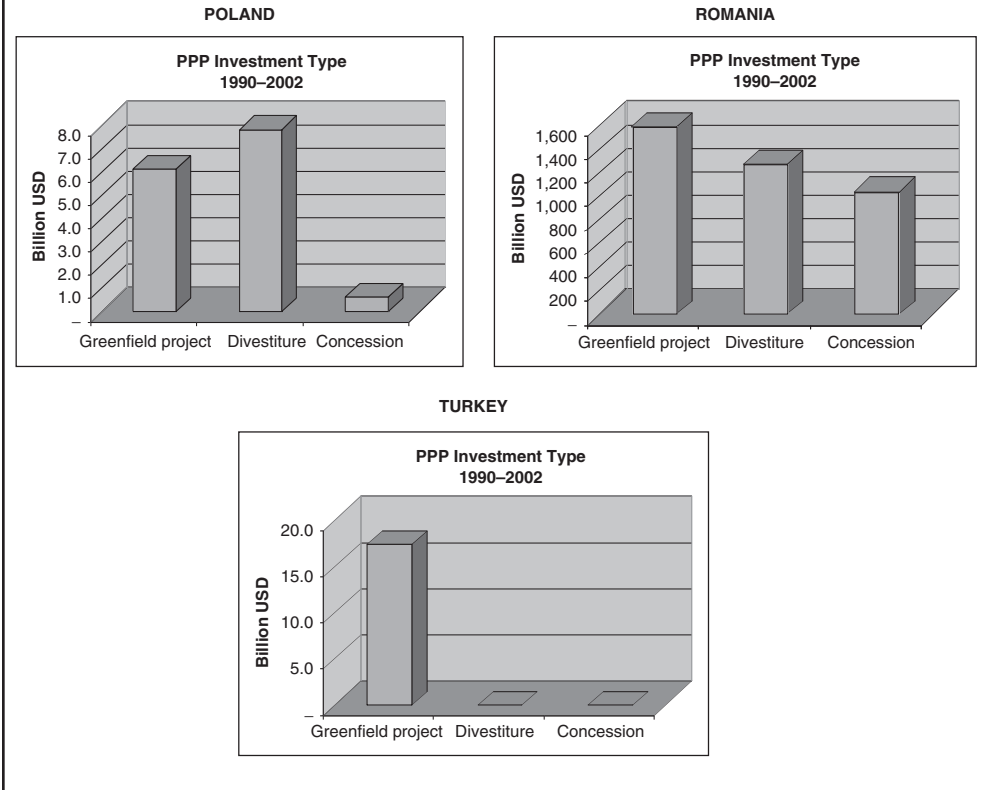 POLAND
PPP Investment Type
1990–2002
Billion USD
8.0
7.0
6.0
5.0
4.0
3.0
2.0
1.0
–
Greenfield project Divestiture Concession
ROMANIA
PPP Investment Type
1990–2002
Billion USD
1,600
1,400
1,200
1,000
800
600
400
200
–
Greenfield project Divestiture Concession
TURKEY
PPP Investment Type
1990–2002
Billion USD
20.0
15.0
10.0
5.0
–
Greenfield project Divestiture Concession